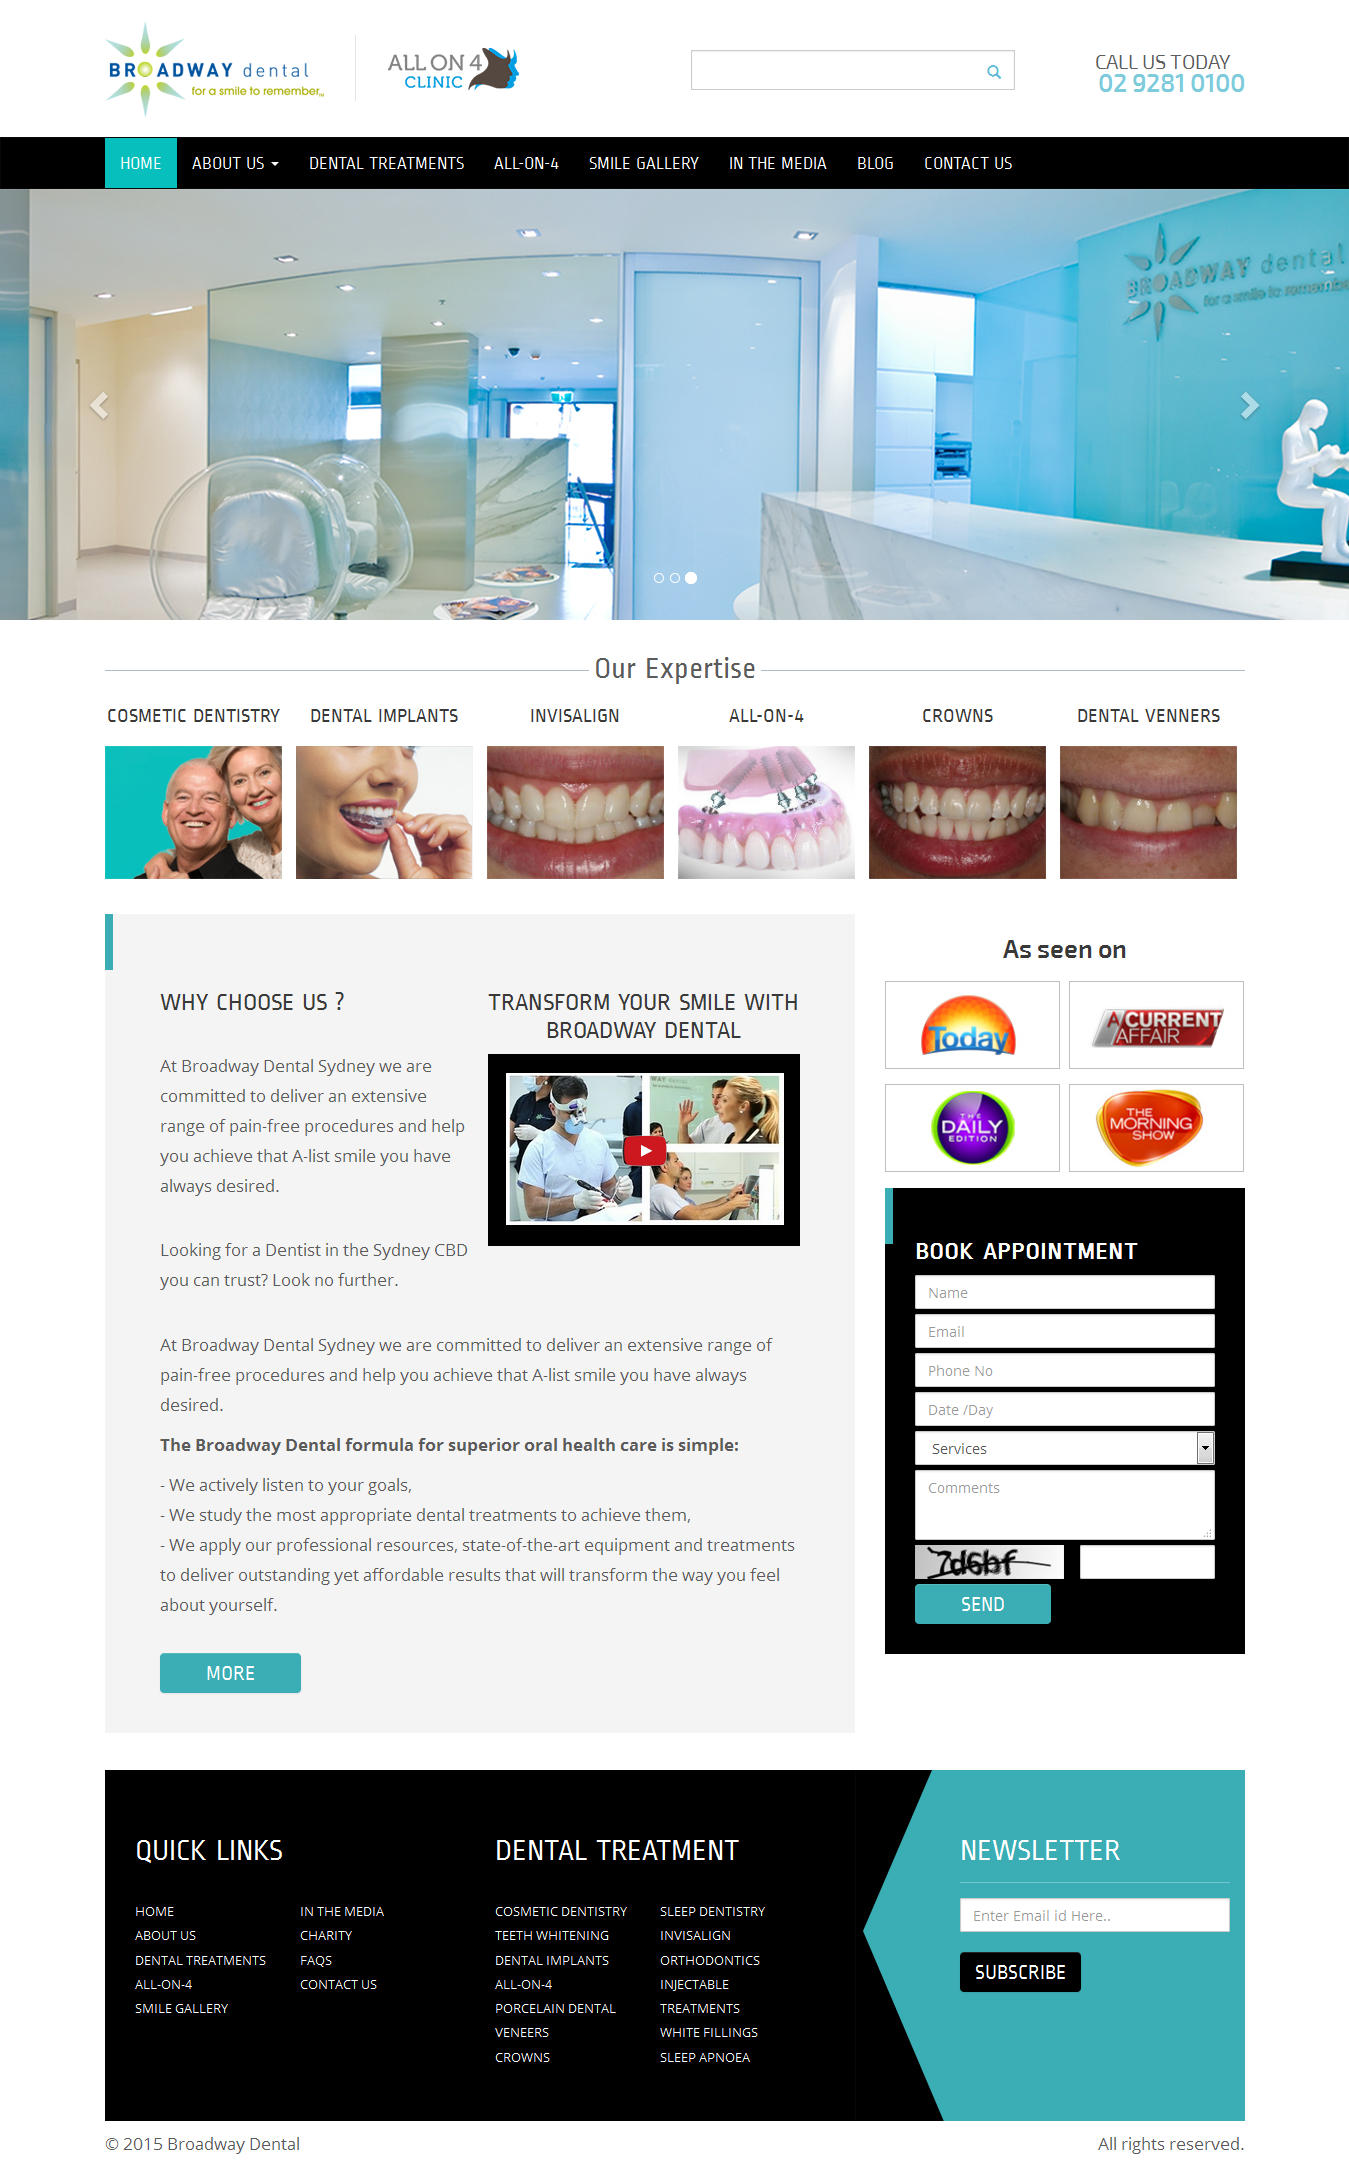 BROADWAY dental
for a smile to remember™
ALL ON 4
CLINIC
CALL US TODAY
02 9281 0100
HOME
ABOUT US
DENTAL TREATMENTS
ALL-ON-4
SMILE GALLERY
IN THE MEDIA
BLOG
CONTACT US
BROADWAY dental
for a smile to remember
Our Expertise
COSMETIC DENTISTRY
DENTAL IMPLANTS
INVISALIGN
ALL-ON-4
CROWNS
DENTAL VENNERS
WHY CHOOSE US ?
At Broadway Dental Sydney we are
committed to deliver an extensive
range of pain-free procedures and help
you achieve that A-list smile you have
always desired.
Looking for a Dentist in the Sydney CBD
you can trust? Look no further.
TRANSFORM YOUR SMILE WITH
BROADWAY DENTAL
At Broadway Dental Sydney we are committed to deliver an extensive range of
pain-free procedures and help you achieve that A-list smile you have always
desired.
The Broadway Dental formula for superior oral health care is simple:
- We actively listen to your goals,
- We study the most appropriate dental treatments to achieve them,
- We apply our professional resources, state-of-the-art equipment and treatments
to deliver outstanding yet affordable results that will transform the way you feel
about yourself.
MORE
As seen on
Today
A CURRENT
AFFAIR
THE
DAILY
EDITION
THE
MORNING
SHOW
BOOK APPOINTMENT
Name
Email
Phone No
Date /Day
Services
Comments
7d6bf
SEND
QUICK LINKS
HOME
ABOUT US
DENTAL TREATMENTS
ALL-ON-4
SMILE GALLERY
IN THE MEDIA
CHARITY
FAQS
CONTACT US
DENTAL TREATMENT
COSMETIC DENTISTRY
TEETH WHITENING
DENTAL IMPLANTS
ALL-ON-4
PORCELAIN DENTAL
VENEERS
CROWNS
SLEEP DENTISTRY
INVISALIGN
ORTHODONTICS
INJECTABLE
TREATMENTS
WHITE FILLINGS
SLEEP APNOEA
NEWSLETTER
Enter Email id Here..
SUBSCRIBE
© 2015 Broadway Dental
All rights reserved.